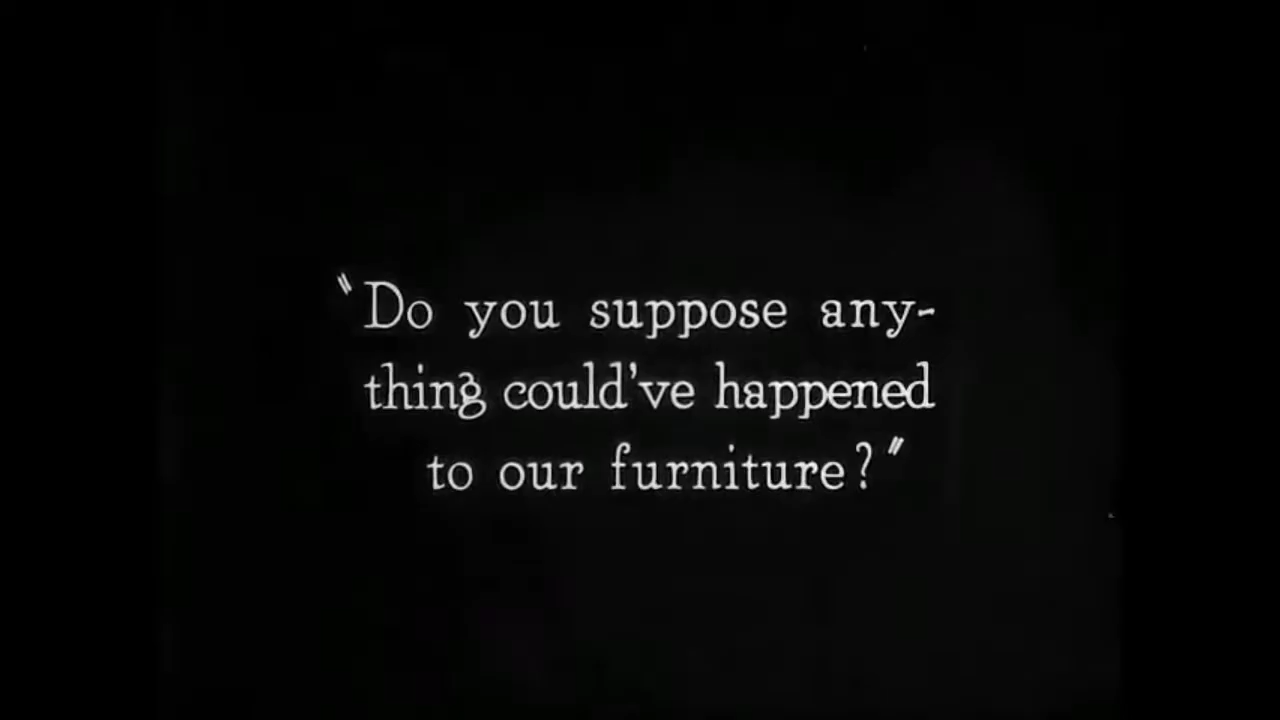 "Do you suppose any-
thing could've happened
to our furniture?"